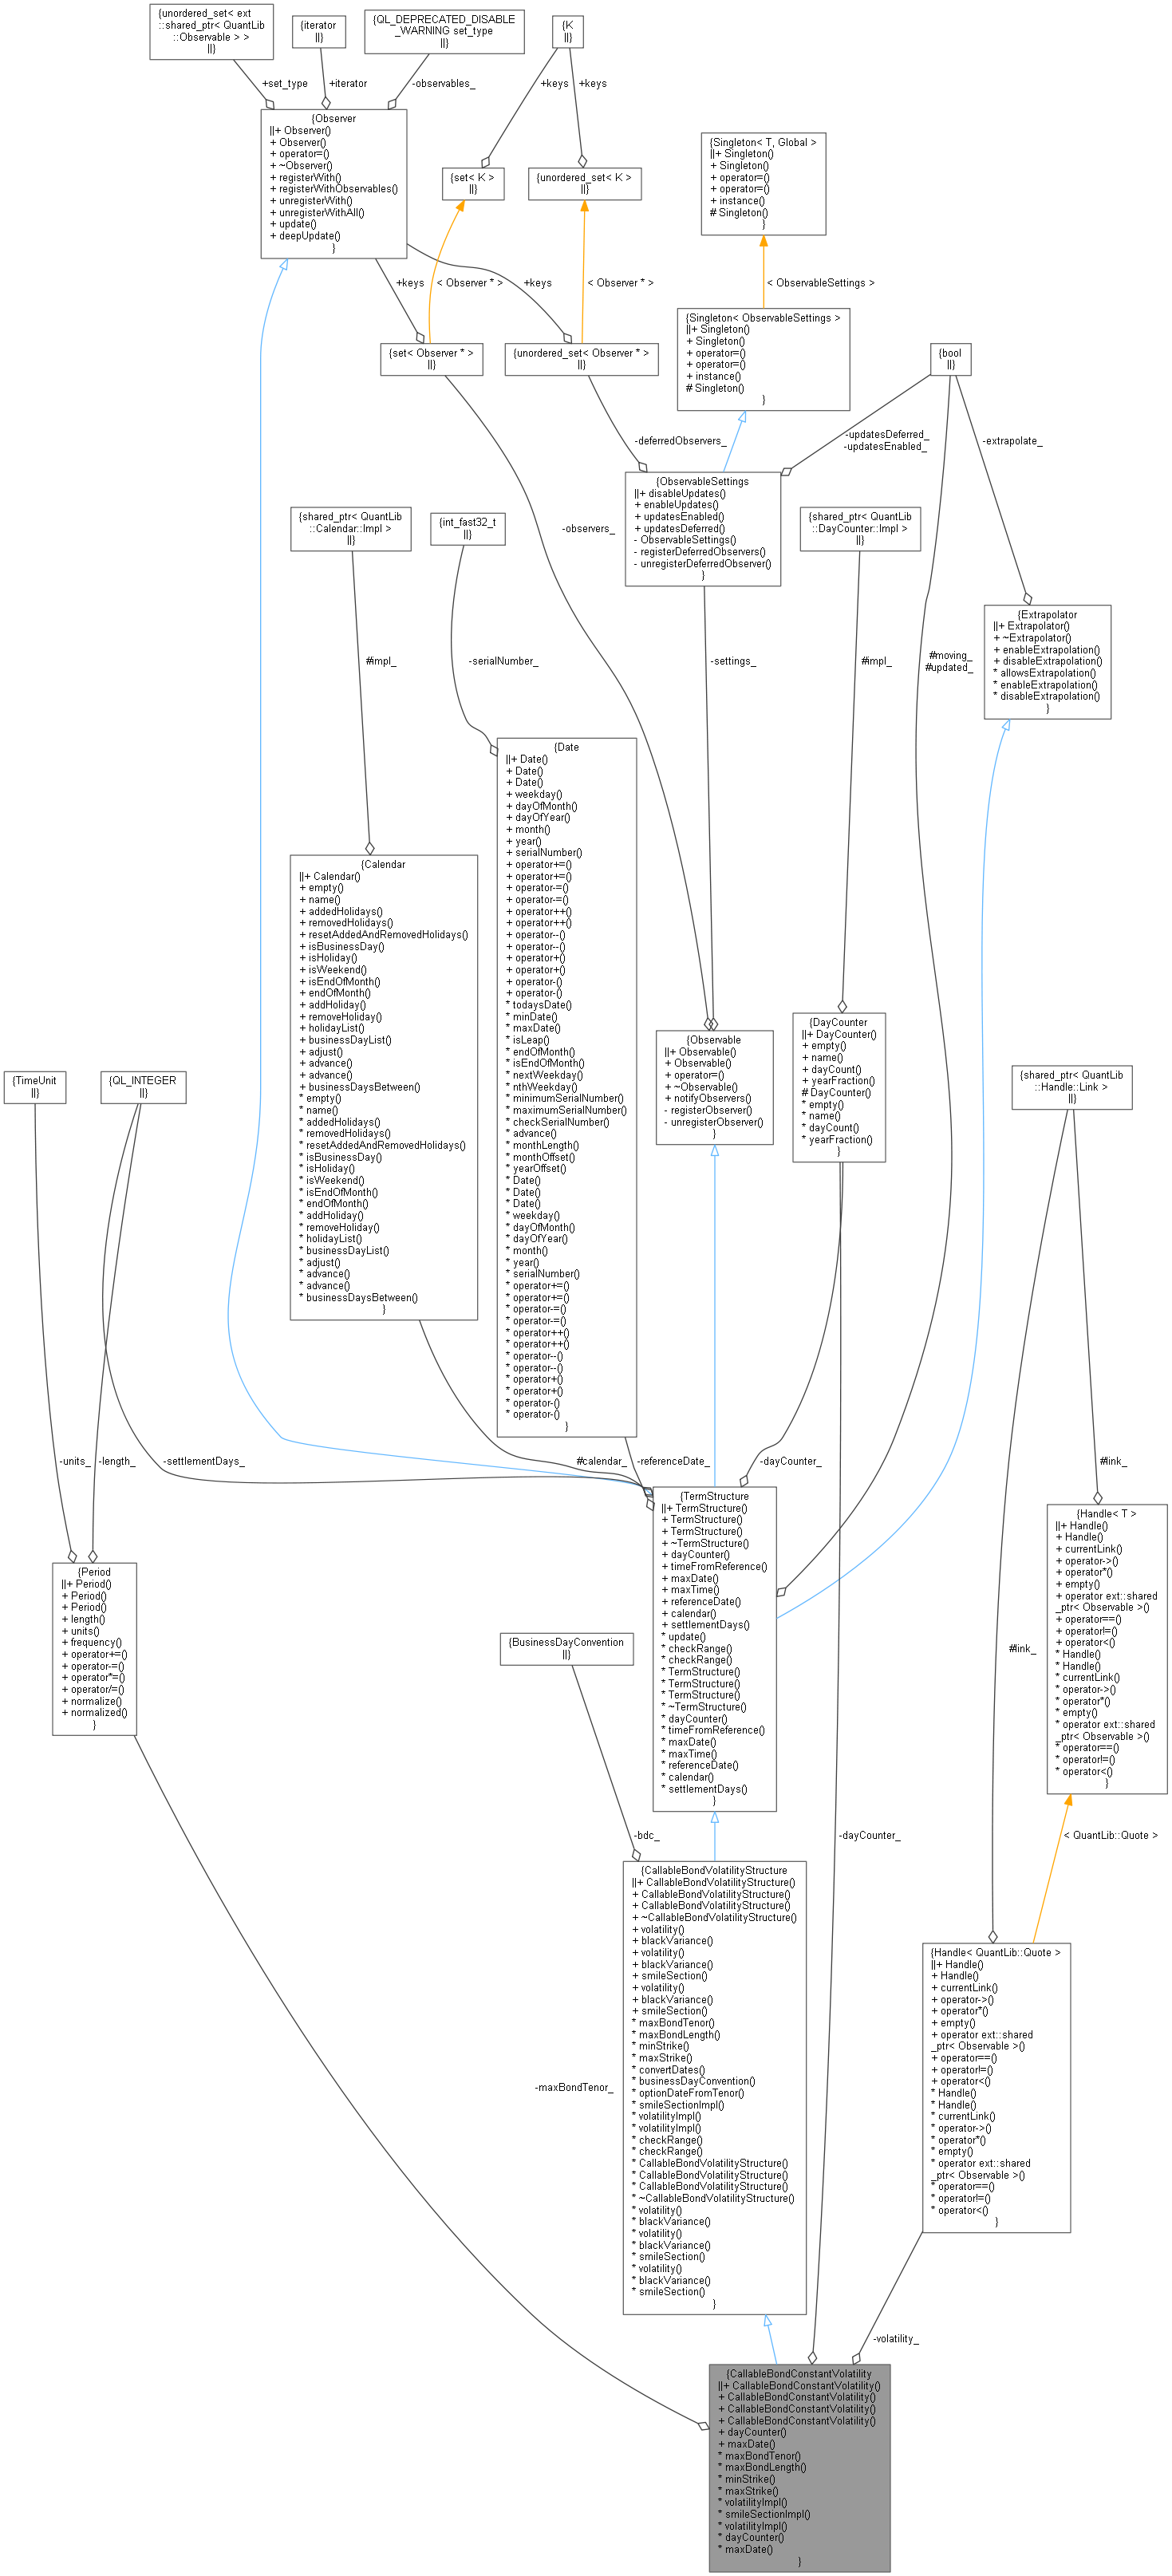 {unordered_set< ext
::shared_ptr< QuantLib
::Observable > >
||}
{iterator
||}
{QL_DEPRECATED_DISABLE
_WARNING set_type
||}
{K
||}
+set_type
+iterator
-observables_
+keys
+keys
{Observer
||+ Observer()
+ Observer()
+ operator=()
+ ~Observer()
+ registerWith()
+ registerWithObservables()
+ unregisterWith()
+ unregisterWithAll()
+ update()
+ deepUpdate()
}
{set< K >
||}
{unordered_set< K >
||}
{Singleton< T, Global >
||+ Singleton()
+ Singleton()
+ operator=()
+ operator=()
+ instance()
# Singleton()
}
+keys
< Observer * >
+keys
< Observer * >
< ObservableSettings >
{set< Observer * >
||}
{unordered_set< Observer * >
||}
{Singleton< ObservableSettings >
||+ Singleton()
+ Singleton()
+ operator=()
+ operator=()
+ instance()
# Singleton()
}
{bool
||}
-deferredObservers_
-updatesDeferred_
-updatesEnabled_
-extrapolate_
{ObservableSettings
||+ disableUpdates()
+ enableUpdates()
+ updatesEnabled()
+ updatesDeferred()
- ObservableSettings()
- registerDeferredObservers()
- unregisterDeferredObserver()
}
{shared_ptr< QuantLib
::Calendar::Impl >
||}
{int_fast32_t
||}
-observers_
{shared_ptr< QuantLib
::DayCounter::Impl >
||}
{Extrapolator
||+ Extrapolator()
+ ~Extrapolator()
+ enableExtrapolation()
+ disableExtrapolation()
* allowsExtrapolation()
* enableExtrapolation()
* disableExtrapolation()
}
#impl_
-serialNumber_
-settings_
#impl_
#moving_
#updated_
{Date
||+ Date()
+ Date()
+ Date()
+ weekday()
+ dayOfMonth()
+ dayOfYear()
+ month()
+ year()
+ serialNumber()
+ operator+=()
+ operator+=()
+ operator-=()
+ operator-=()
+ operator++()
+ operator++()
+ operator--()
+ operator--()
+ operator+()
+ operator+()
+ operator-()
+ operator-()
* todaysDate()
* minDate()
* maxDate()
* isLeap()
* endOfMonth()
* isEndOfMonth()
* nextWeekday()
* nthWeekday()
* minimumSerialNumber()
* maximumSerialNumber()
* checkSerialNumber()
* advance()
* monthLength()
* monthOffset()
* yearOffset()
* Date()
* Date()
* Date()
* weekday()
* dayOfMonth()
* dayOfYear()
* month()
* year()
* serialNumber()
* operator+=()
* operator+=()
* operator-=()
* operator-=()
* operator++()
* operator++()
* operator--()
* operator--()
* operator+()
* operator+()
* operator-()
* operator-()
}
{Calendar
||+ Calendar()
+ empty()
+ name()
+ addedHolidays()
+ removedHolidays()
+ resetAddedAndRemovedHolidays()
+ isBusinessDay()
+ isHoliday()
+ isWeekend()
+ isEndOfMonth()
+ endOfMonth()
+ addHoliday()
+ removeHoliday()
+ holidayList()
+ businessDayList()
+ adjust()
+ advance()
+ advance()
+ businessDaysBetween()
* empty()
* name()
* addedHolidays()
* removedHolidays()
* resetAddedAndRemovedHolidays()
* isBusinessDay()
* isHoliday()
* isWeekend()
* isEndOfMonth()
* endOfMonth()
* addHoliday()
* removeHoliday()
* holidayList()
* businessDayList()
* adjust()
* advance()
* advance()
* businessDaysBetween()
}
{Observable
||+ Observable()
+ Observable()
+ operator=()
+ ~Observable()
+ notifyObservers()
- registerObserver()
- unregisterObserver()
}
{DayCounter
||+ DayCounter()
+ empty()
+ name()
+ dayCount()
+ yearFraction()
# DayCounter()
* empty()
* name()
* dayCount()
* yearFraction()
}
{TimeUnit
||}
{QL_INTEGER
||}
{shared_ptr< QuantLib
::Handle::Link >
||}
-units_
-length_
-settlementDays_
#calendar_
-referenceDate_
-dayCounter_
#link_
{Period
||+ Period()
+ Period()
+ Period()
+ length()
+ units()
+ frequency()
+ operator+=()
+ operator-=()
+ operator*=()
+ operator/=()
+ normalize()
+ normalized()
}
{TermStructure
||+ TermStructure()
+ TermStructure()
+ TermStructure()
+ ~TermStructure()
+ dayCounter()
+ timeFromReference()
+ maxDate()
+ maxTime()
+ referenceDate()
+ calendar()
+ settlementDays()
* update()
* checkRange()
* checkRange()
* TermStructure()
* TermStructure()
* TermStructure()
* ~TermStructure()
* dayCounter()
* timeFromReference()
* maxDate()
* maxTime()
* referenceDate()
* calendar()
* settlementDays()
}
{Handle< T >
||+ Handle()
+ Handle()
+ currentLink()
+ operator->()
+ operator*()
+ empty()
+ operator ext::shared
_ptr< Observable >()
+ operator==()
+ operator!=()
+ operator<()
* Handle()
* Handle()
* currentLink()
* operator->()
* operator*()
* empty()
* operator ext::shared
_ptr< Observable >()
* operator==()
* operator!=()
* operator<()
}
{BusinessDayConvention
||}
#link_
-bdc_
-dayCounter_
< QuantLib::Quote >
{CallableBondVolatilityStructure
||+ CallableBondVolatilityStructure()
+ CallableBondVolatilityStructure()
+ CallableBondVolatilityStructure()
+ ~CallableBondVolatilityStructure()
+ volatility()
+ blackVariance()
+ volatility()
+ blackVariance()
+ smileSection()
+ volatility()
+ blackVariance()
+ smileSection()
* maxBondTenor()
* maxBondLength()
* minStrike()
* maxStrike()
* convertDates()
* businessDayConvention()
* optionDateFromTenor()
* smileSectionImpl()
* volatilityImpl()
* volatilityImpl()
* checkRange()
* checkRange()
* CallableBondVolatilityStructure()
* CallableBondVolatilityStructure()
* CallableBondVolatilityStructure()
* ~CallableBondVolatilityStructure()
* volatility()
* blackVariance()
* volatility()
* blackVariance()
* smileSection()
* volatility()
* blackVariance()
* smileSection()
}
{Handle< QuantLib::Quote >
||+ Handle()
+ Handle()
+ currentLink()
+ operator->()
+ operator*()
+ empty()
+ operator ext::shared
_ptr< Observable >()
+ operator==()
+ operator!=()
+ operator<()
* Handle()
* Handle()
* currentLink()
* operator->()
* operator*()
* empty()
* operator ext::shared
_ptr< Observable >()
* operator==()
* operator!=()
* operator<()
}
-maxBondTenor_
-volatility_
{CallableBondConstantVolatility
||+ CallableBondConstantVolatility()
+ CallableBondConstantVolatility()
+ CallableBondConstantVolatility()
+ CallableBondConstantVolatility()
+ dayCounter()
+ maxDate()
* maxBondTenor()
* maxBondLength()
* minStrike()
* maxStrike()
* volatilityImpl()
* smileSectionImpl()
* volatilityImpl()
* dayCounter()
* maxDate()
}